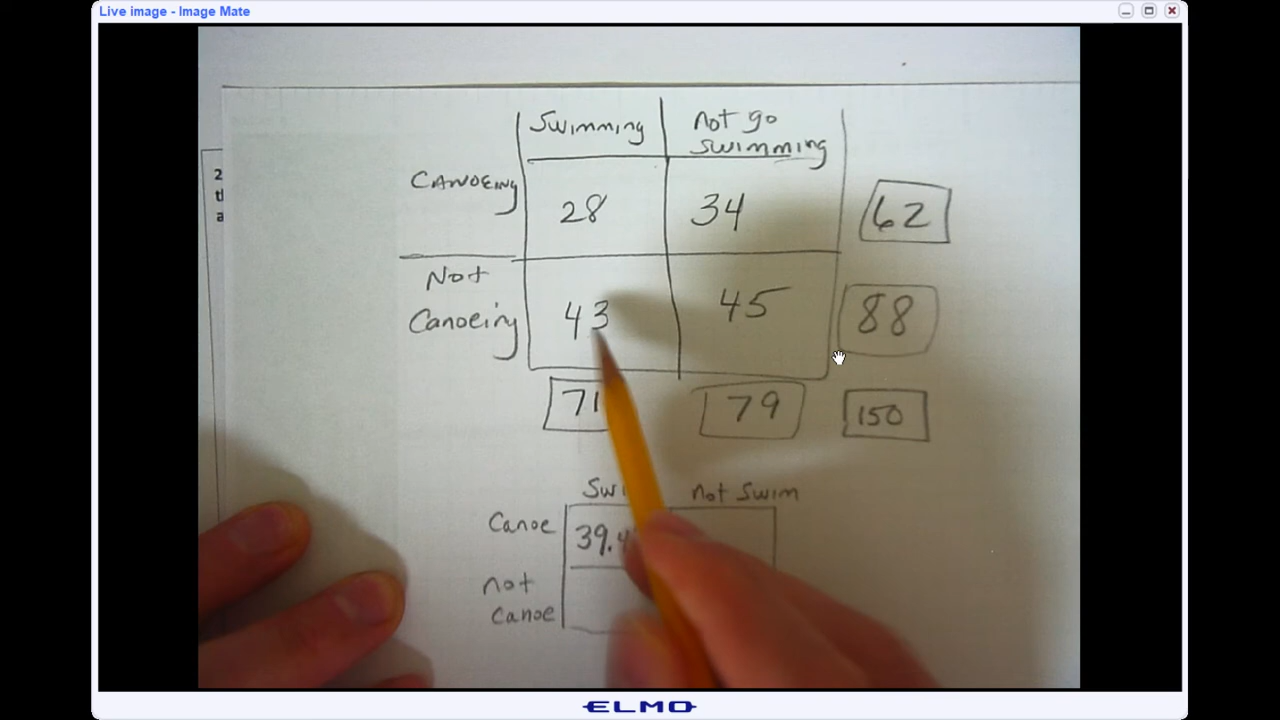 Live image - Image Mate
Swimming not go
swimming
Canoeing 28 34 62
Not
Canoeing 43 45 88
79 150
not Swim
Canoe
not
Canoe
2
a
ELMO